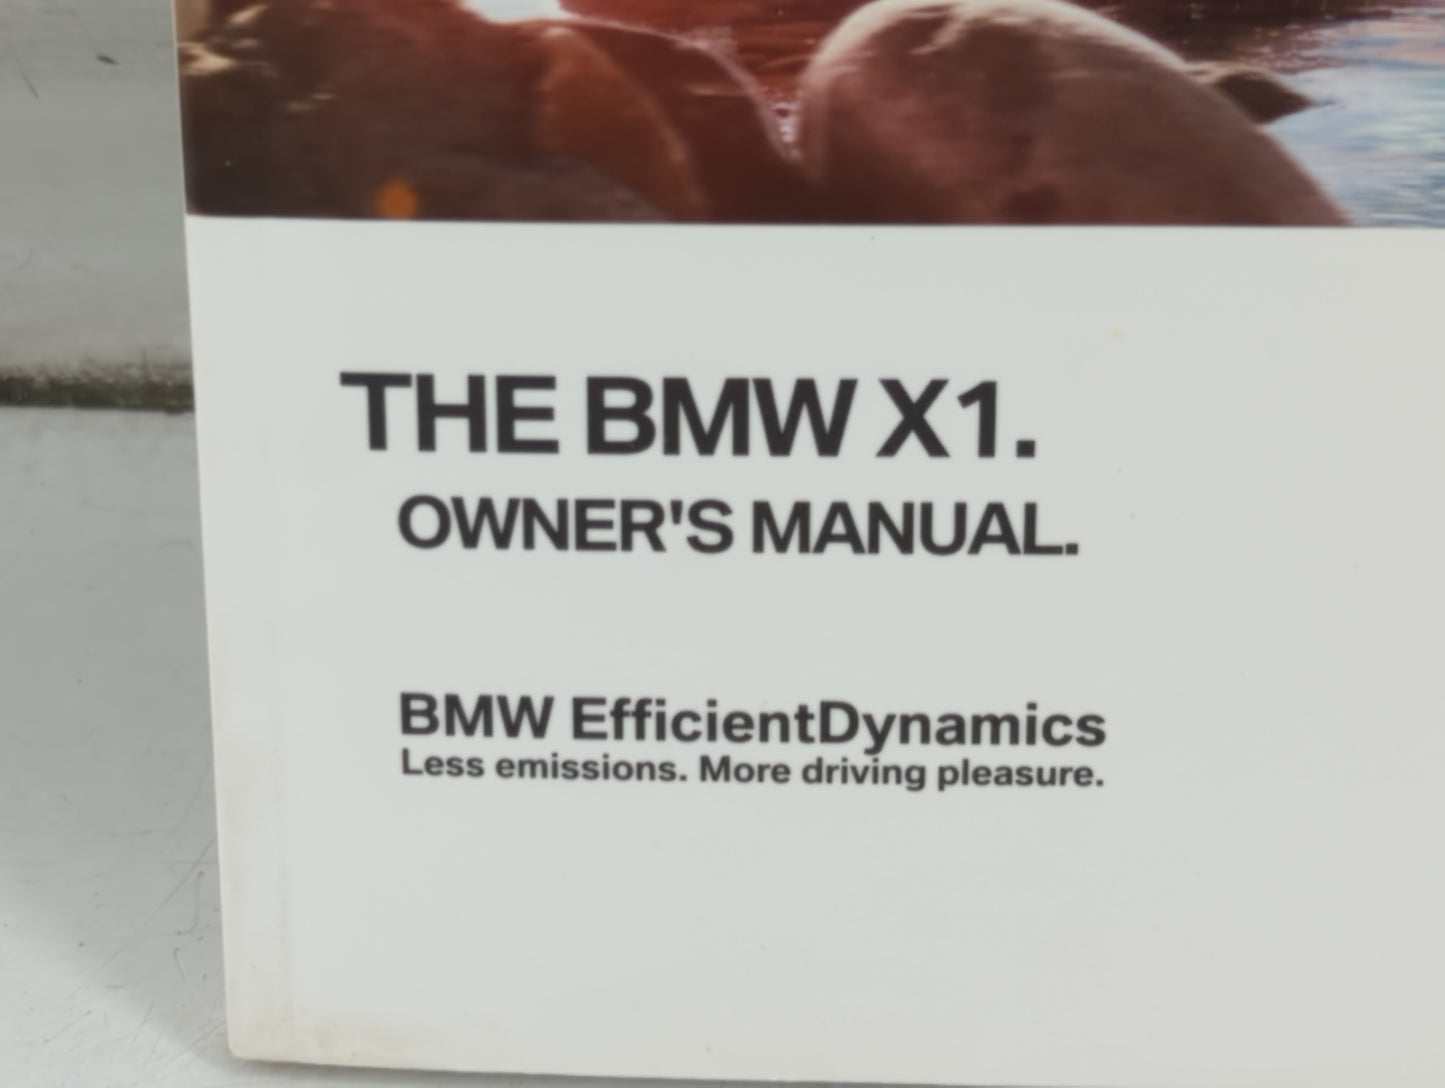 THE BMW X1.
OWNER'S MANUAL.
BMW EfficientDynamics
Less emissions. More driving pleasure.